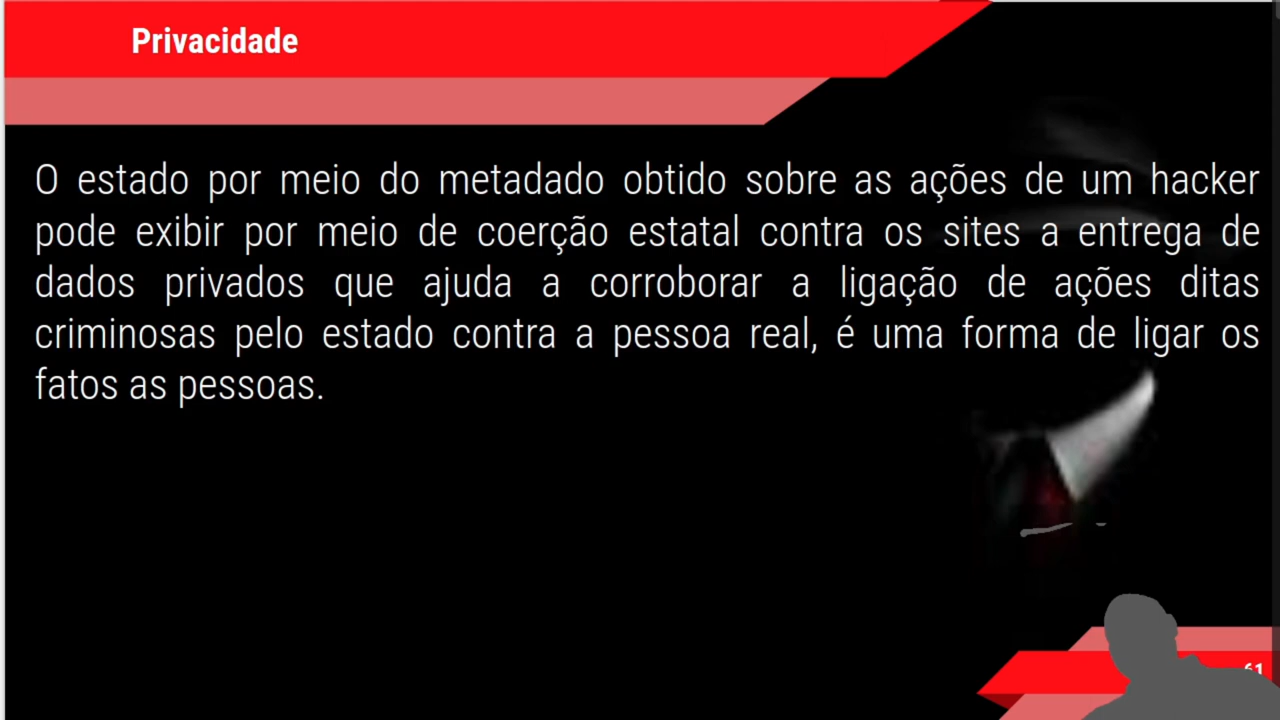 Privacidade
O estado por meio do metadado obtido sobre as ações de um hacker
pode exibir por meio de coerção estatal contra os sites a entrega de
dados privados que ajuda a corroborar a ligação de ações ditas
criminosas pelo estado contra a pessoa real, é uma forma de ligar os
fatos as pessoas.
61